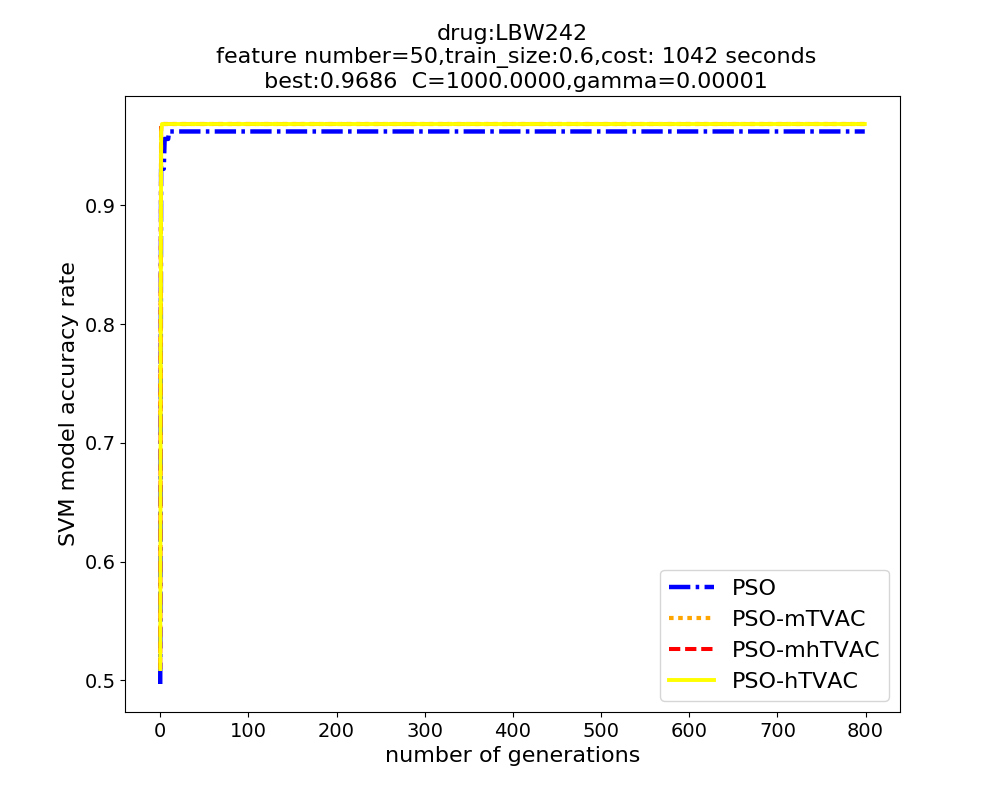 drug:LBW242
feature number=50,train_size:0.6,cost: 1042 seconds
best:0.9686  C=1000.0000,gamma=0.00001
SVM model accuracy rate
0.9
0.8
0.7
0.6
0.5
0 100 200 300 400 500 600 700 800
number of generations
PSO
PSO-mTVAC
PSO-mhTVAC
PSO-hTVAC